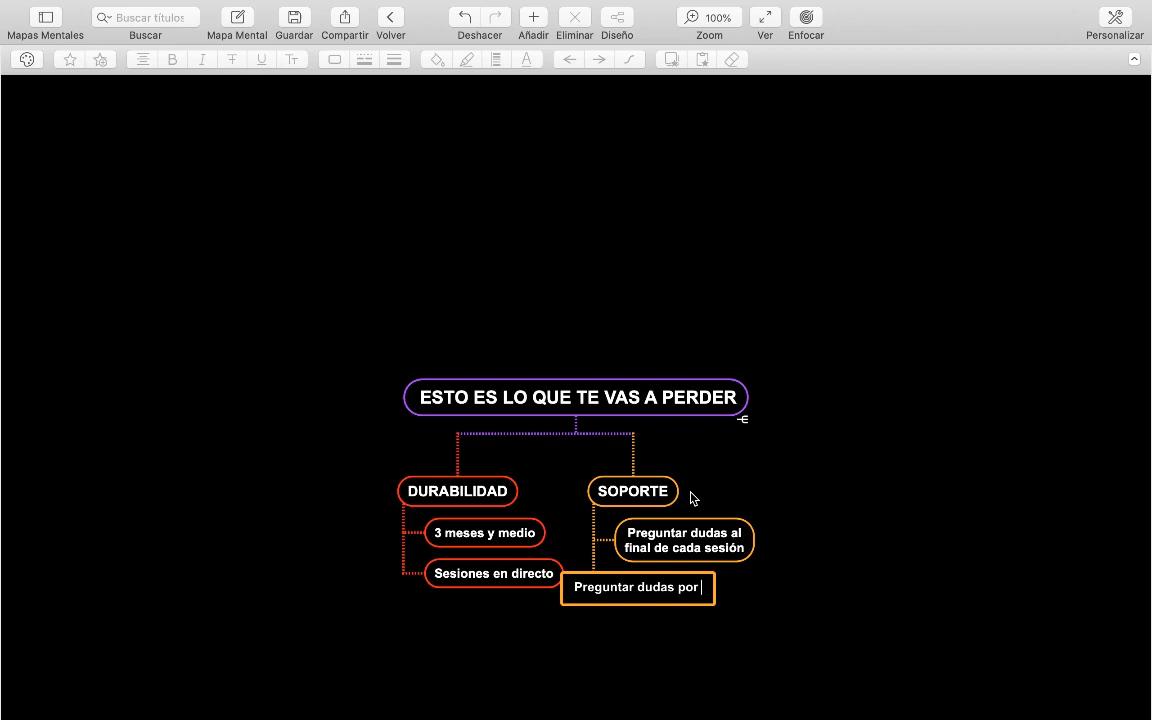 Buscar títulos
100%
Mapas Mentales
Buscar
Mapa Mental
Guardar
Compartir
Volver
Deshacer
Añadir
Eliminar
Diseño
Zoom
Ver
Enfocar
Personalizar
ESTO ES LO QUE TE VAS A PERDER
DURABILIDAD
SOPORTE
3 meses y medio
Preguntar dudas al
final de cada sesión
Sesiones en directo
Preguntar dudas por